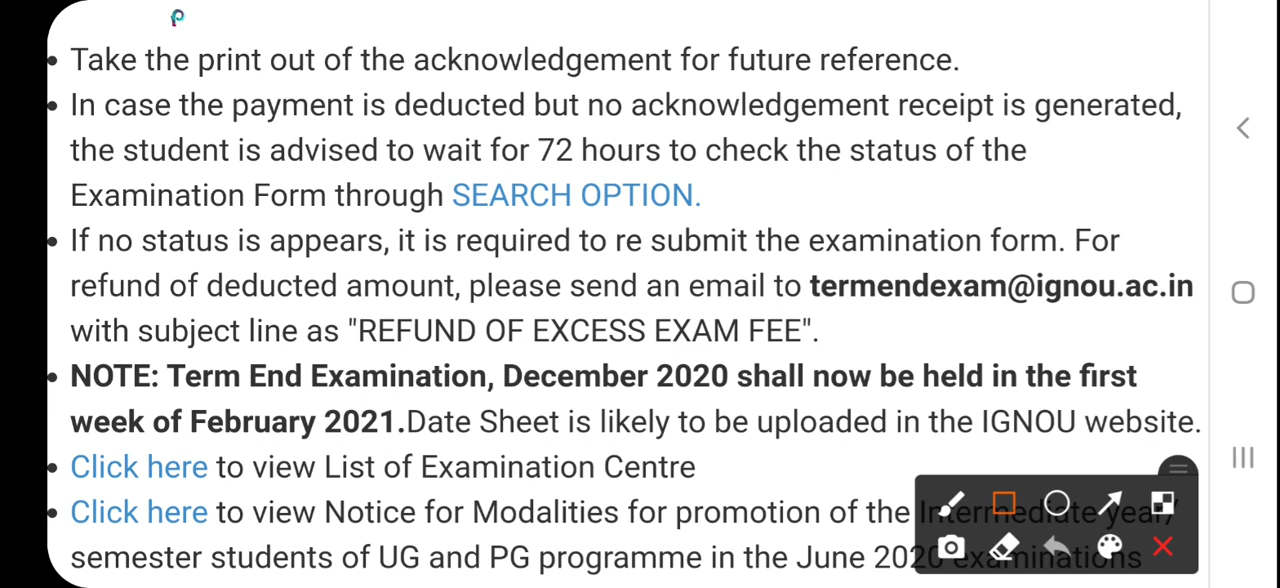 Take the print out of the acknowledgement for future reference.
In case the payment is deducted but no acknowledgement receipt is generated,
the student is advised to wait for 72 hours to check the status of the
Examination Form through SEARCH OPTION.
If no status is appears, it is required to re submit the examination form. For
refund of deducted amount, please send an email to termendexam@ignou.ac.in
with subject line as "REFUND OF EXCESS EXAM FEE".
NOTE: Term End Examination, December 2020 shall now be held in the first
week of February 2021.Date Sheet is likely to be uploaded in the IGNOU website.
Click here to view List of Examination Centre
Click here to view Notice for Modalities for promotion of the Intermediate year/
semester students of UG and PG programme in the June 2020 examinations